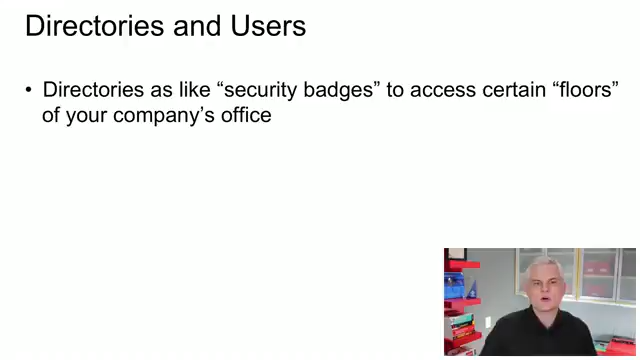 Directories and Users
• Directories as like “security badges” to access certain “floors”
of your company’s office